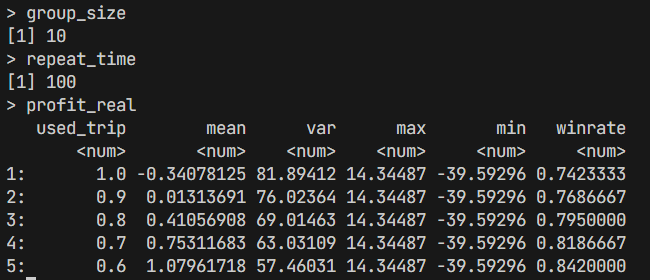 > group_size
[1] 10
> repeat_time
[1] 100
> profit_real
   used_trip        mean      var      max       min   winrate
       <num>       <num>    <num>    <num>     <num>     <num>
1:       1.0 -0.34078125 81.89412 14.34487 -39.59296 0.7423333
2:       0.9  0.01313691 76.02364 14.34487 -39.59296 0.7686667
3:       0.8  0.41056908 69.01463 14.34487 -39.59296 0.7950000
4:       0.7  0.75311683 63.03109 14.34487 -39.59296 0.8186667
5:       0.6  1.07961718 57.46031 14.34487 -39.59296 0.8420000